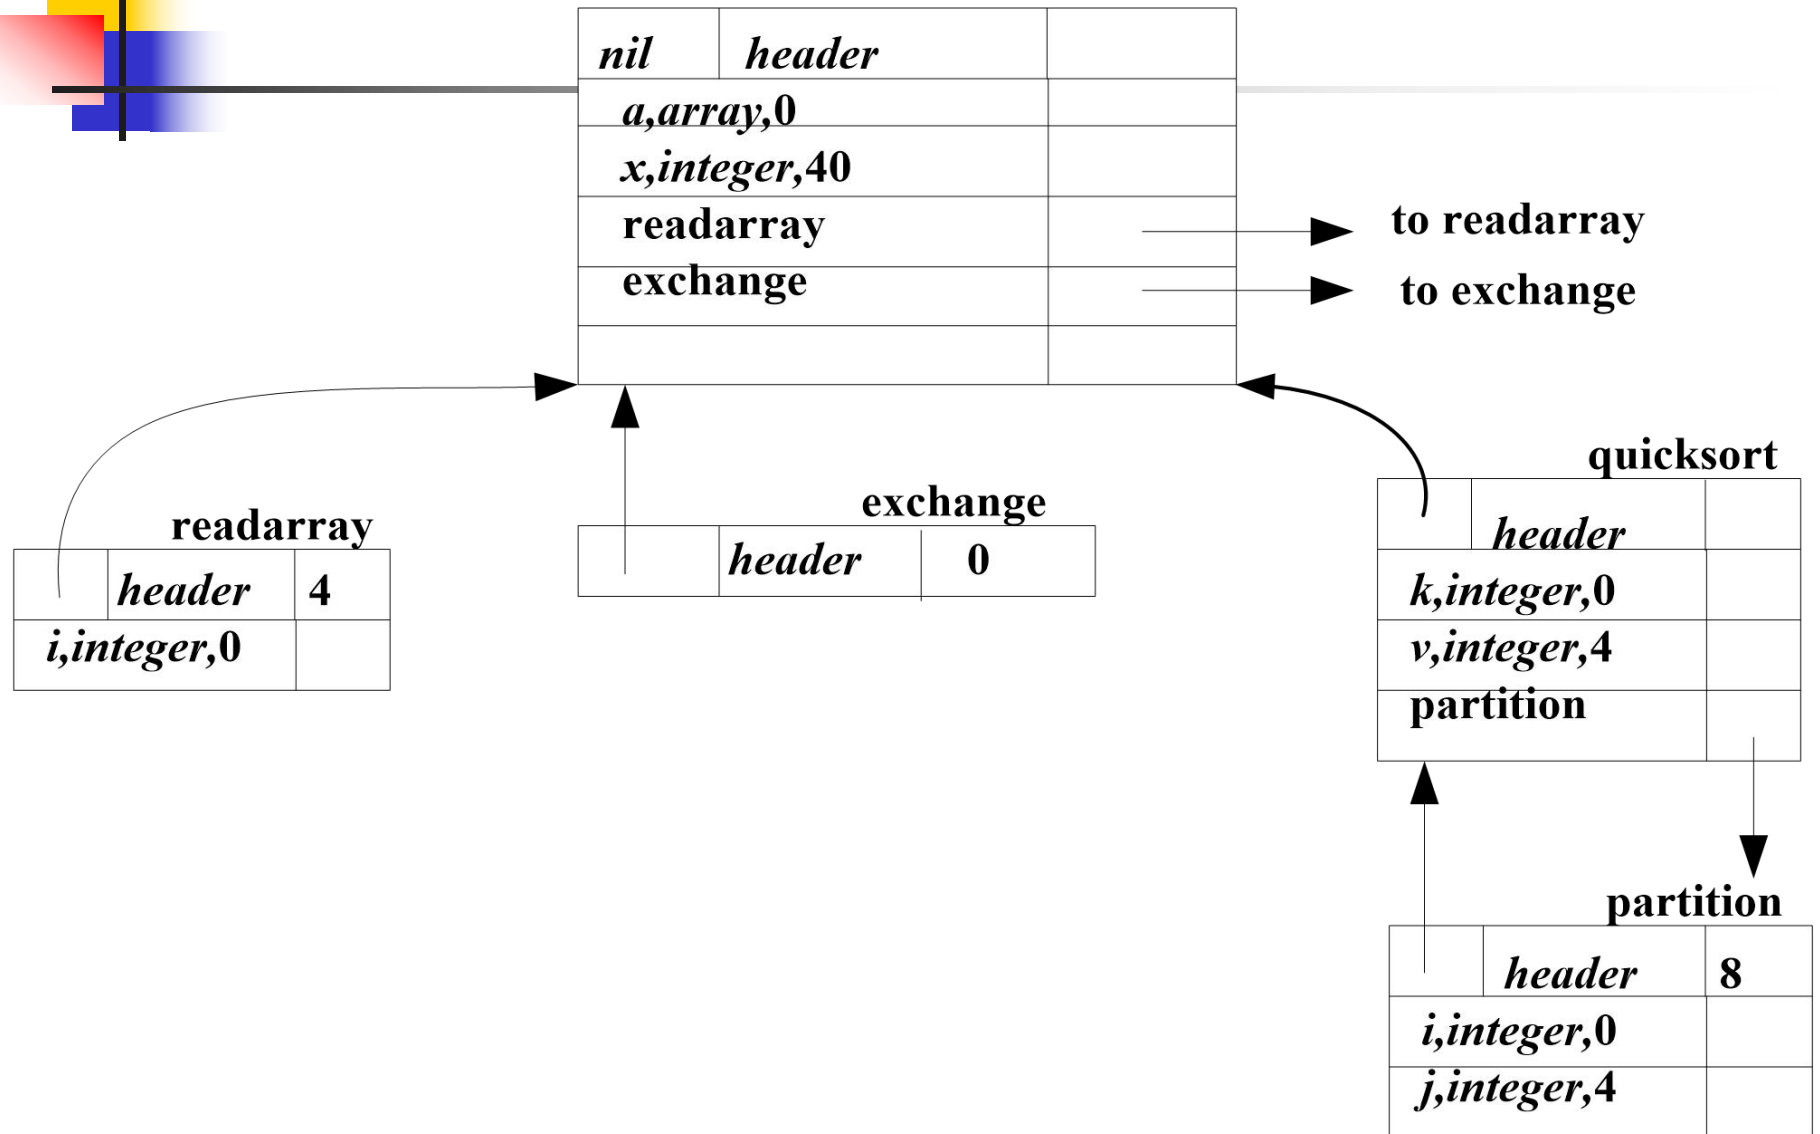 nil header
a,array,0
x,integer,40
readarray
to readarray
exchange
to exchange
readarray
header 4
i,integer,0
exchange
header 0
quicksort
header
k,integer,0
v,integer,4
partition
partition
header 8
i,integer,0
j,integer,4